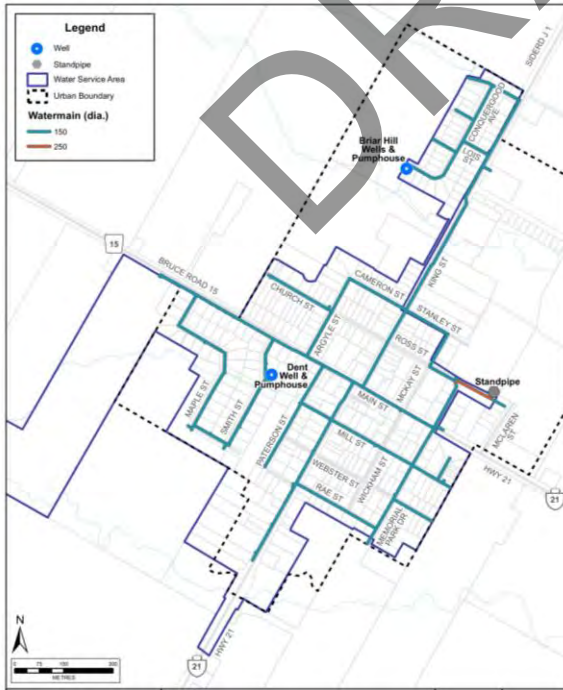 DR
Legend
Well
Standpipe
Water Service Area
Urban Boundary
Watermain (dia.)
150
250
SIDERD J 1
CONQUERGOOD
AVE
LOIS
ST
Briar Hill
Wells &
Pumphouse
15
BRUCE ROAD 15
KING ST
CAMERON ST
CHURCH ST
STANLEY ST
ARGYLE ST
ROSS ST
Standpipe
Dent
Well &
Pumphouse
MCKAY ST
MAIN ST
MAPLE ST
SMITH ST
MCLAREN
ST
PATERSON ST
MILL ST
HWY 21
WEBSTER ST
WICKHAM ST
21
RAE ST
MEMORIAL
PARK DR
N
HWY 21
21
0
METRES